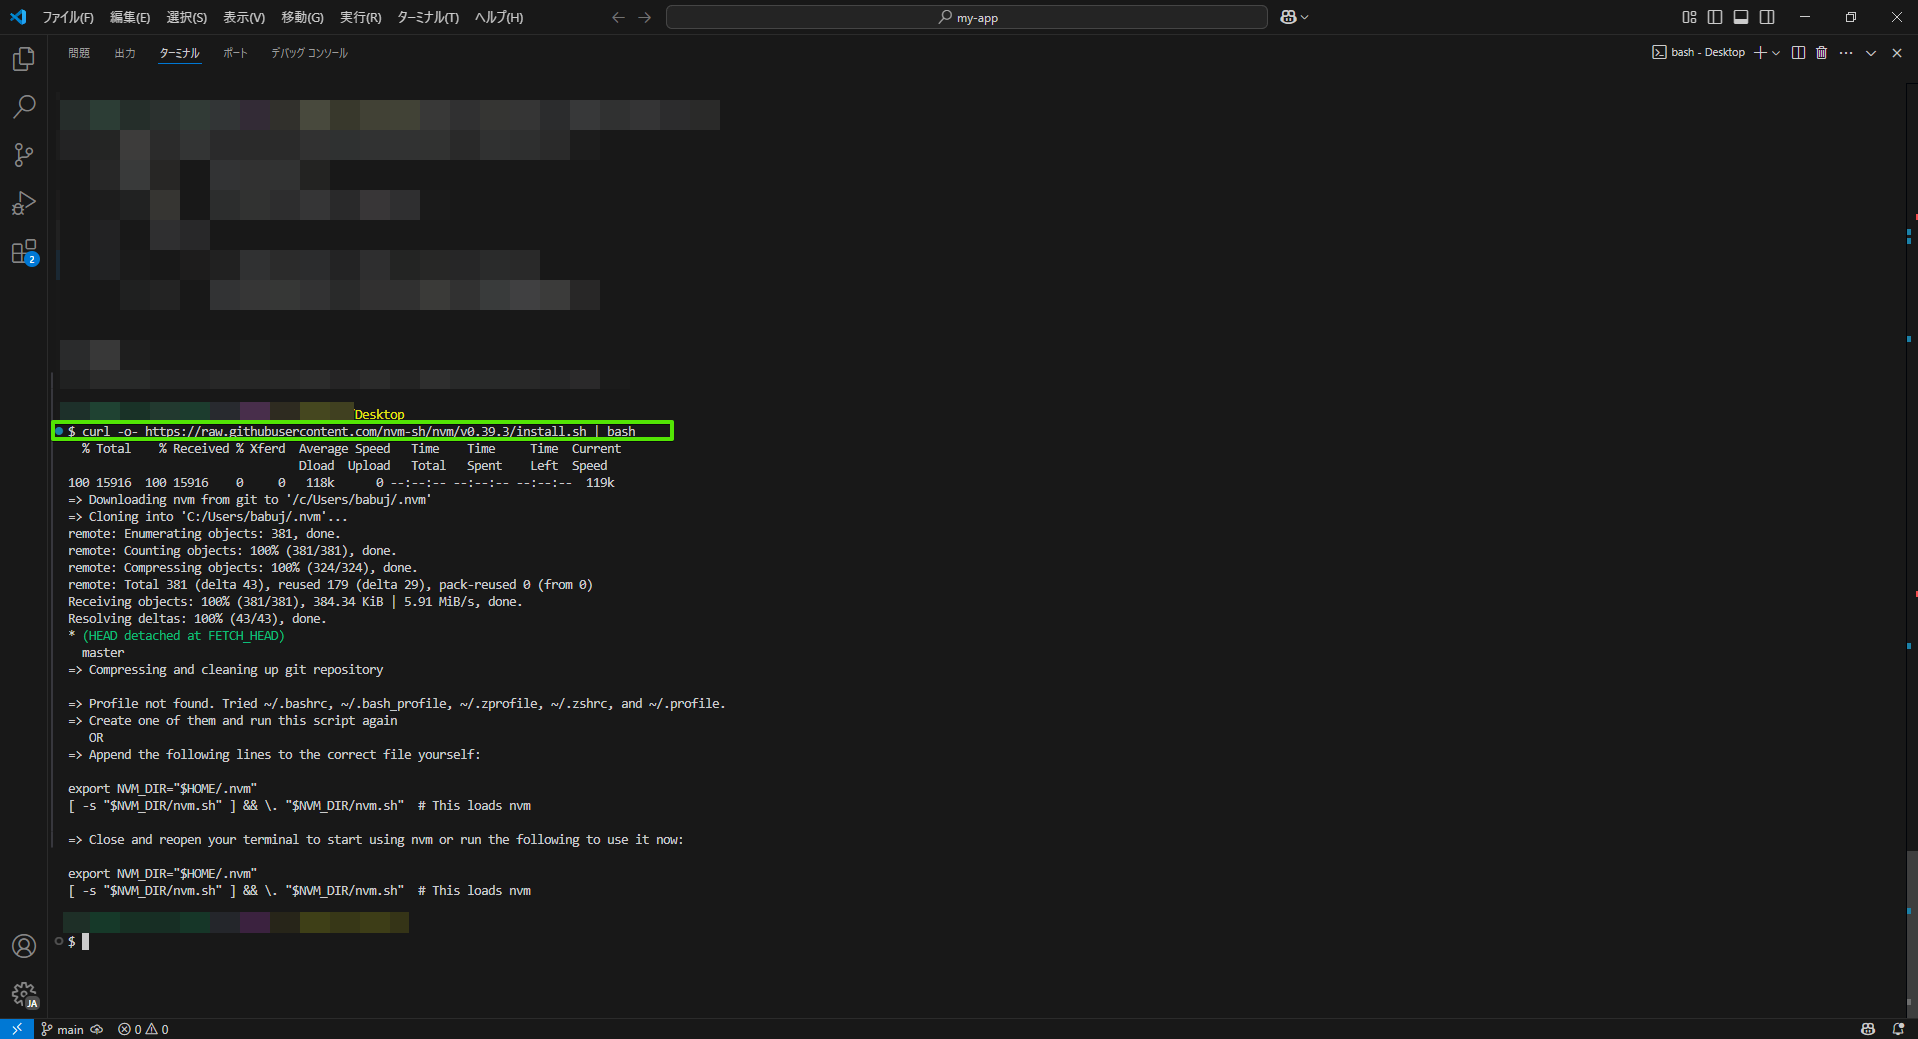 ファイル(F) 編集(E) 選択(S) 表示(V) 移動(G) 実行(R) ターミナル(T) ヘルプ(H)
my-app
問題 出力 ターミナル ポート デバッグ コンソール
bash - Desktop
2
Desktop
$ curl -o- https://raw.githubusercontent.com/nvm-sh/nvm/v0.39.3/install.sh | bash
% Total % Received % Xferd Average Speed Time Time Time Current
Dload Upload Total Spent Left Speed
100 15916 100 15916 0 0 118k 0 --:--:-- --:--:-- --:--:-- 119k
=> Downloading nvm from git to '/c/Users/babuj/.nvm'
=> Cloning into 'C:/Users/babuj/.nvm'...
remote: Enumerating objects: 381, done.
remote: Counting objects: 100% (381/381), done.
remote: Compressing objects: 100% (324/324), done.
remote: Total 381 (delta 43), reused 179 (delta 29), pack-reused 0 (from 0)
Receiving objects: 100% (381/381), 384.34 KiB | 5.91 MiB/s, done.
Resolving deltas: 100% (43/43), done.
* (HEAD detached at FETCH_HEAD)
master
=> Compressing and cleaning up git repository
=> Profile not found. Tried ~/.bashrc, ~/.bash_profile, ~/.zprofile, ~/.zshrc, and ~/.profile.
=> Create one of them and run this script again
OR
=> Append the following lines to the correct file yourself:
export NVM_DIR="$HOME/.nvm"
[ -s "$NVM_DIR/nvm.sh" ] && \. "$NVM_DIR/nvm.sh" # This loads nvm
=> Close and reopen your terminal to start using nvm or run the following to use it now:
export NVM_DIR="$HOME/.nvm"
[ -s "$NVM_DIR/nvm.sh" ] && \. "$NVM_DIR/nvm.sh" # This loads nvm
$
JA
main 0 0